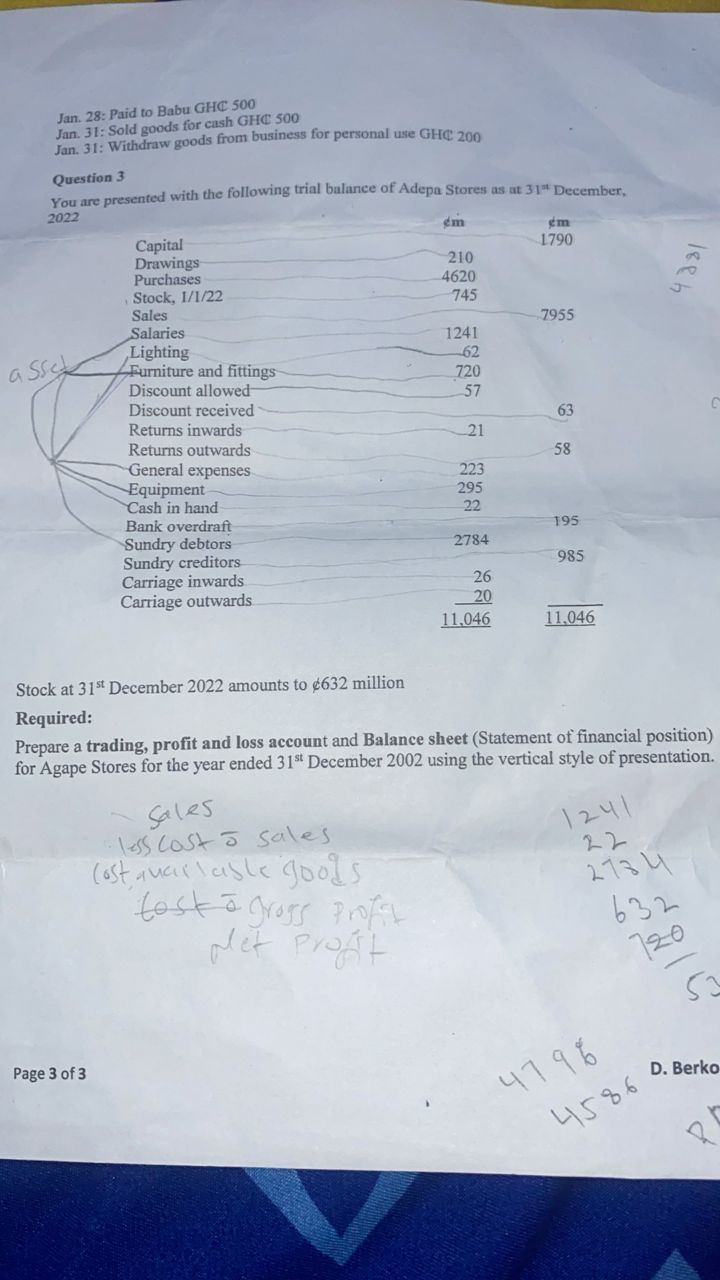 Jan. 28: Paid to Babu GH₵ 500
Jan. 31: Sold goods for cash GH₵ 500
Jan. 31: Withdraw goods from business for personal use GH₵ 200
Question 3
You are presented with the following trial balance of Adepa Stores as at 31st December,
2022
¢m ¢m
Capital 1790
Drawings 210
Purchases 4620
Stock, 1/1/22 745
Sales 7955
Salaries 1241
Lighting 62
Furniture and fittings 720
Discount allowed 57
Discount received 63
Returns inwards 21
Returns outwards 58
General expenses 223
Equipment 295
Cash in hand 22
Bank overdraft 195
Sundry debtors 2784
Sundry creditors 985
Carriage inwards 26
Carriage outwards 20
11,046 11,046
asset
Stock at 31st December 2022 amounts to ¢632 million
Required:
Prepare a trading, profit and loss account and Balance sheet (Statement of financial position)
for Agape Stores for the year ended 31st December 2002 using the vertical style of presentation.
Sales 1241
less cost sales 22
Cost goods
gross profit 632
Net Profit 720
4796
4586
Page 3 of 3 D. Berko